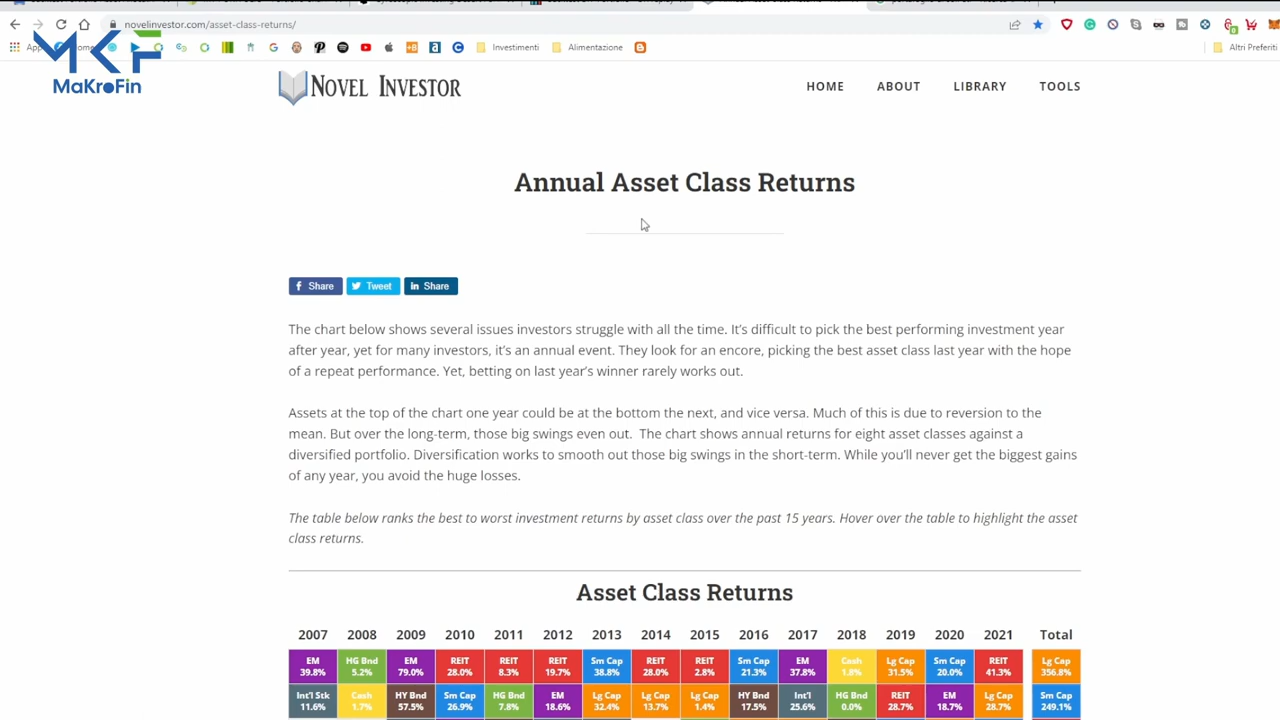 novelinvestor.com/asset-class-returns/
MKF
MaKroFin
Investimenti
Alimentazione
Altri Preferiti
NOVEL INVESTOR
HOME ABOUT LIBRARY TOOLS
Annual Asset Class Returns
Share Tweet Share
The chart below shows several issues investors struggle with all the time. It’s difficult to pick the best performing investment year
after year, yet for many investors, it’s an annual event. They look for an encore, picking the best asset class last year with the hope
of a repeat performance. Yet, betting on last year’s winner rarely works out.
Assets at the top of the chart one year could be at the bottom the next, and vice versa. Much of this is due to reversion to the
mean. But over the long-term, those big swings even out. The chart shows annual returns for eight asset classes against a
diversified portfolio. Diversification works to smooth out those big swings in the short-term. While you’ll never get the biggest gains
of any year, you avoid the huge losses.
The table below ranks the best to worst investment returns by asset class over the past 15 years. Hover over the table to highlight the asset
class returns.
Asset Class Returns
2007 2008 2009 2010 2011 2012 2013 2014 2015 2016 2017 2018 2019 2020 2021 Total
EM HG Bnd EM REIT REIT REIT Sm Cap REIT REIT Sm Cap EM Cash Lg Cap Sm Cap REIT Lg Cap
39.8% 5.2% 79.0% 28.0% 8.3% 19.7% 38.8% 28.0% 2.8% 21.3% 37.8% 1.8% 31.5% 20.0% 41.3% 356.8%
Int'l Stk Cash HY Bnd Sm Cap HG Bnd EM Lg Cap Lg Cap Lg Cap HY Bnd Int'l HG Bnd REIT EM Lg Cap Sm Cap
11.6% 1.7% 57.5% 26.9% 7.8% 18.6% 32.4% 13.7% 1.4% 17.5% 25.6% 0.0% 28.7% 18.7% 28.7% 249.1%